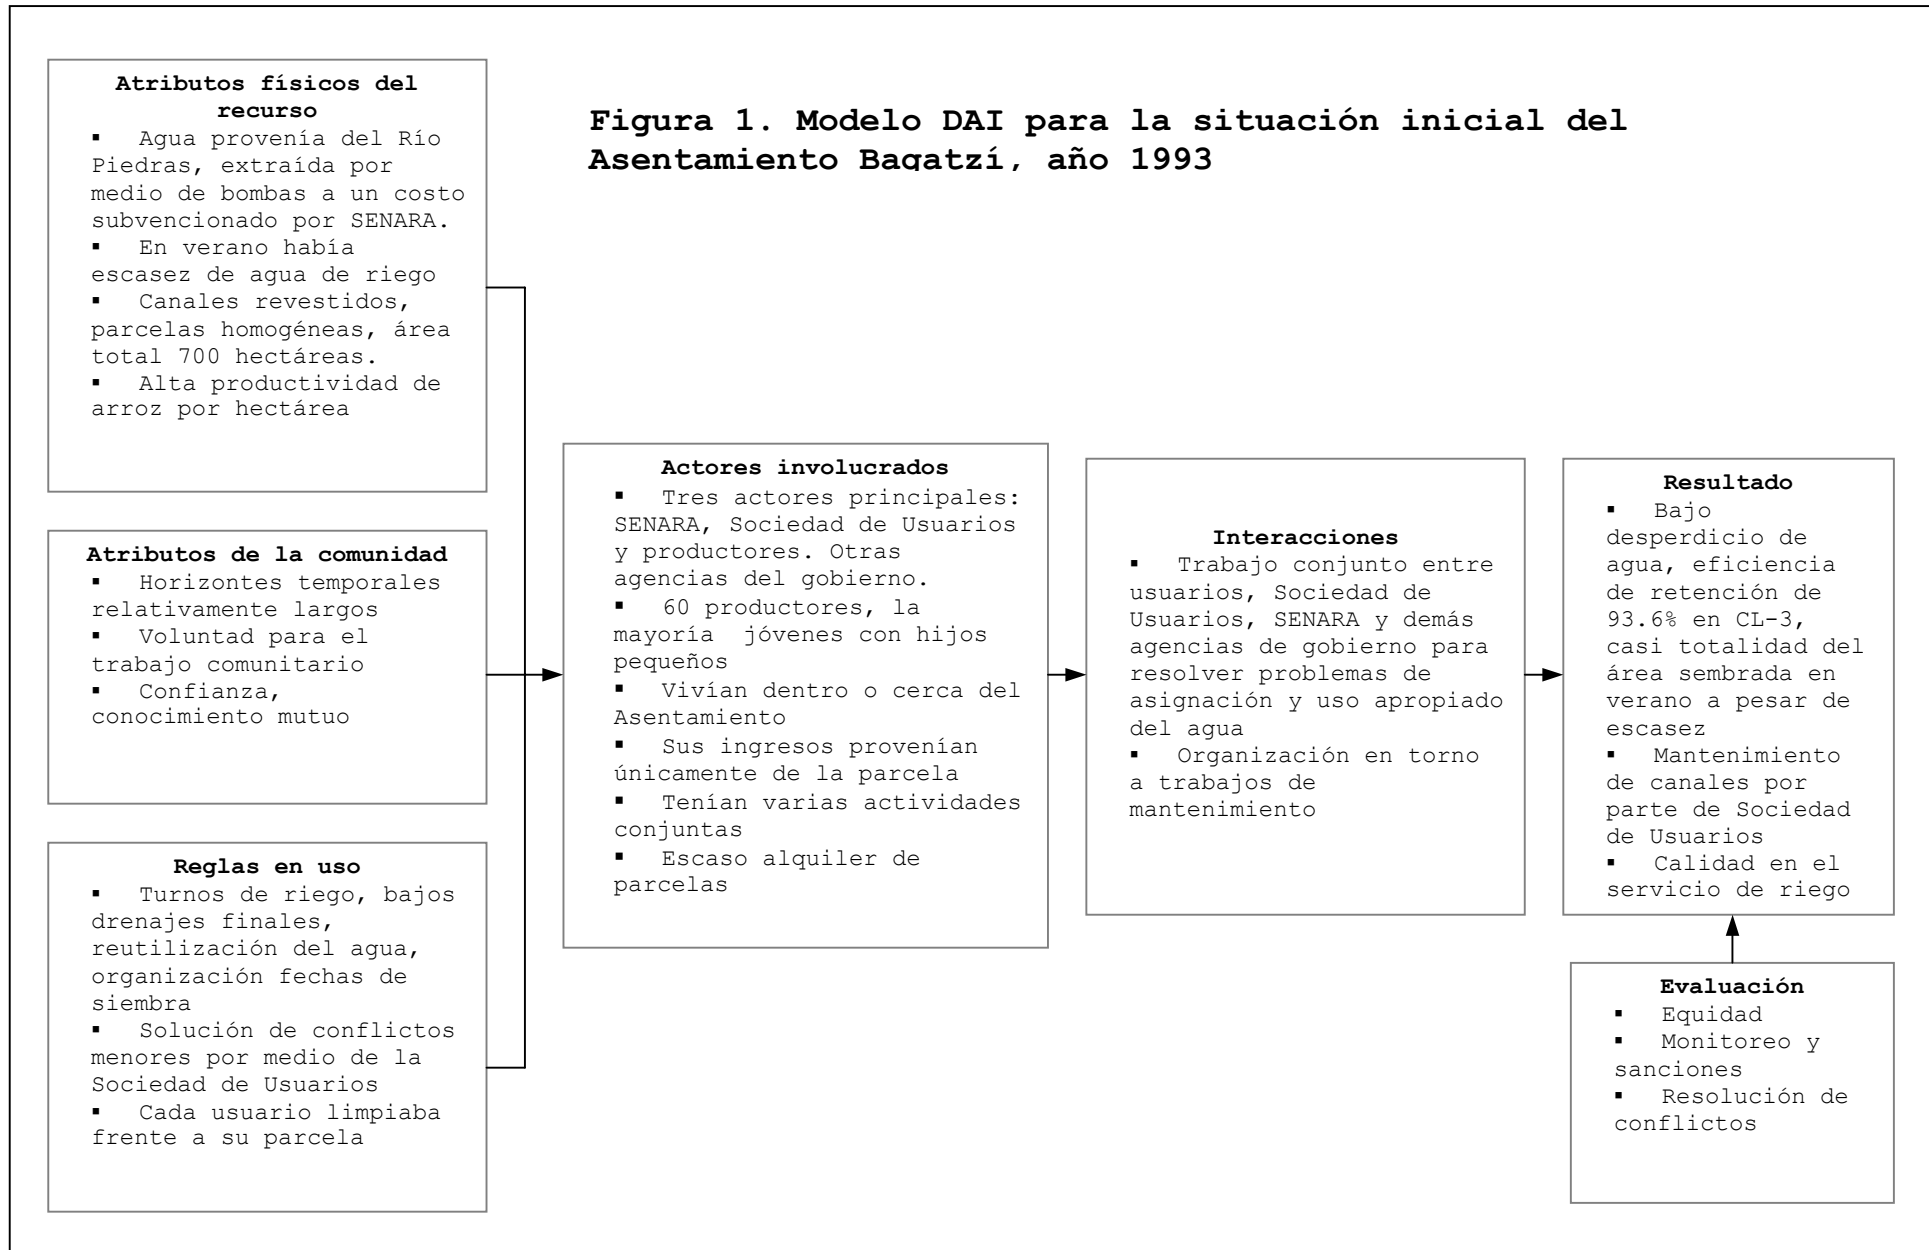 Figura 1. Modelo DAI para la situación inicial del
Asentamiento Bagatzí, año 1993
Atributos físicos del
recurso
▪ Agua provenía del Río
Piedras, extraída por
medio de bombas a un costo
subvencionado por SENARA.
▪ En verano había
escasez de agua de riego
▪ Canales revestidos,
parcelas homogéneas, área
total 700 hectáreas.
▪ Alta productividad de
arroz por hectárea
Atributos de la comunidad
▪ Horizontes temporales
relativamente largos
▪ Voluntad para el
trabajo comunitario
▪ Confianza,
conocimiento mutuo
Reglas en uso
▪ Turnos de riego, bajos
drenajes finales,
reutilización del agua,
organización fechas de
siembra
▪ Solución de conflictos
menores por medio de la
Sociedad de Usuarios
▪ Cada usuario limpiaba
frente a su parcela
Actores involucrados
▪ Tres actores principales:
SENARA, Sociedad de Usuarios
y productores. Otras
agencias del gobierno.
▪ 60 productores, la
mayoría jóvenes con hijos
pequeños
▪ Vivían dentro o cerca del
Asentamiento
▪ Sus ingresos provenían
únicamente de la parcela
▪ Tenían varias actividades
conjuntas
▪ Escaso alquiler de
parcelas
Interacciones
▪ Trabajo conjunto entre
usuarios, Sociedad de
Usuarios, SENARA y demás
agencias de gobierno para
resolver problemas de
asignación y uso apropiado
del agua
▪ Organización en torno
a trabajos de
mantenimiento
Resultado
▪ Bajo
desperdicio de
agua, eficiencia
de retención de
93.6% en CL-3,
casi totalidad del
área sembrada en
verano a pesar de
escasez
▪ Mantenimiento
de canales por
parte de Sociedad
de Usuarios
▪ Calidad en el
servicio de riego
Evaluación
▪ Equidad
▪ Monitoreo y
sanciones
▪ Resolución de
conflictos